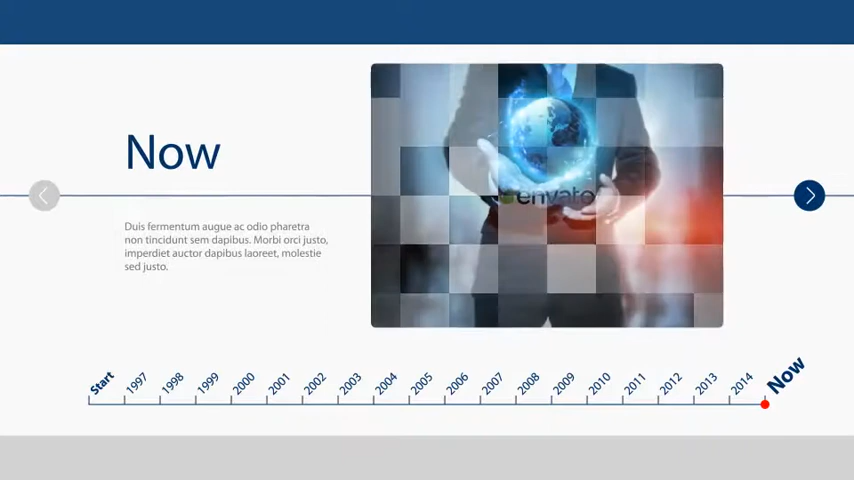 Now
Duis fermentum augue ac odio pharetra
non tincidunt sem dapibus. Morbi orci justo,
imperdiet auctor dapibus laoreet, molestie
sed justo.
envato
Start 1997 1998 1999 2000 2001 2002 2003 2004 2005 2006 2007 2008 2009 2010 2011 2012 2013 2014 Now